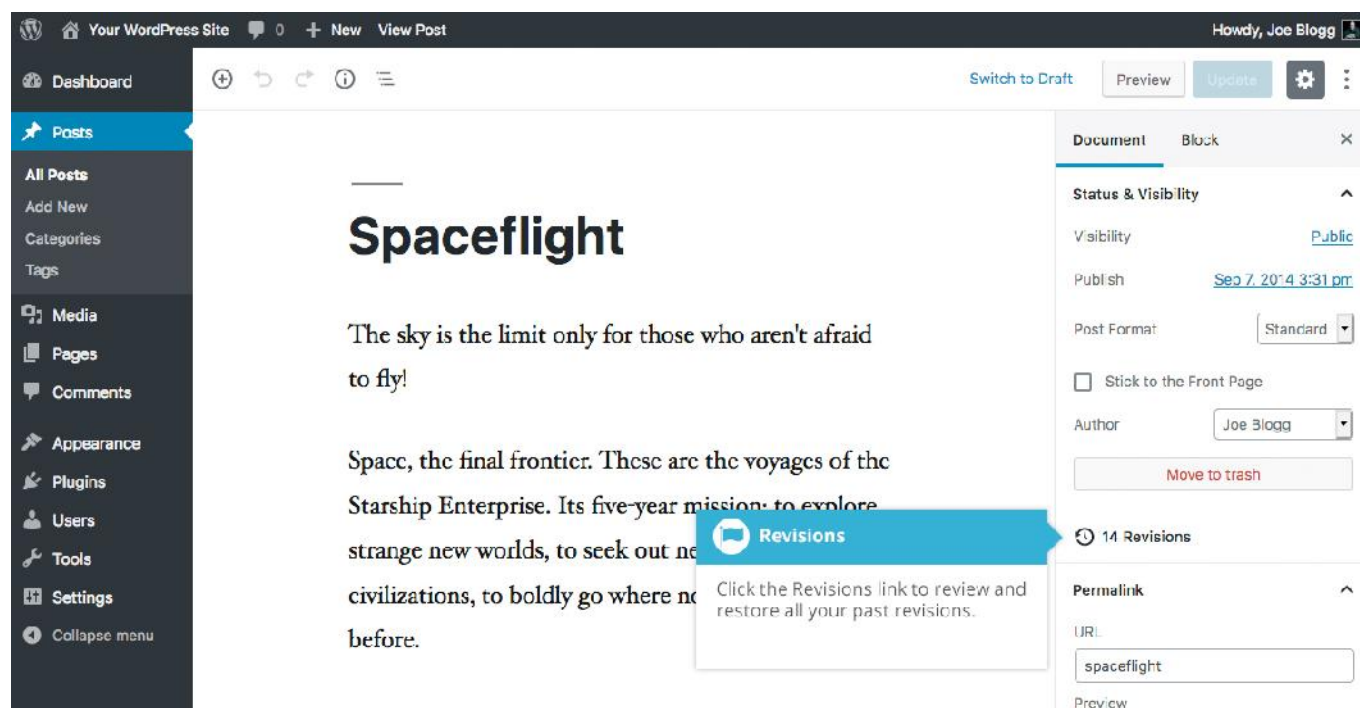 Your WordPress Site 0 + New View Post Howdy, Joe Blogg
Dashboard
Posts
All Posts
Add New
Categories
Tags
Media
Pages
Comments
Appearance
Plugins
Users
Tools
Settings
Collapse menu
Switch to Draft Preview Update
Spaceflight
The sky is the limit only for those who aren't afraid
to fly!
Space, the final frontier. These are the voyages of the
Starship Enterprise. Its five-year mission: to explore
strange new worlds, to seek out
civilizations, to boldly go where
before.
Revisions
Click the Revisions link to review and
restore all your past revisions.
Document Block
Status & Visibility
Visibility Public
Publish Sep 7, 2014 3:31 pm
Post Format Standard
Stick to the Front Page
Author Joe Blogg
Move to trash
14 Revisions
Permalink
URL
spaceflight
Preview